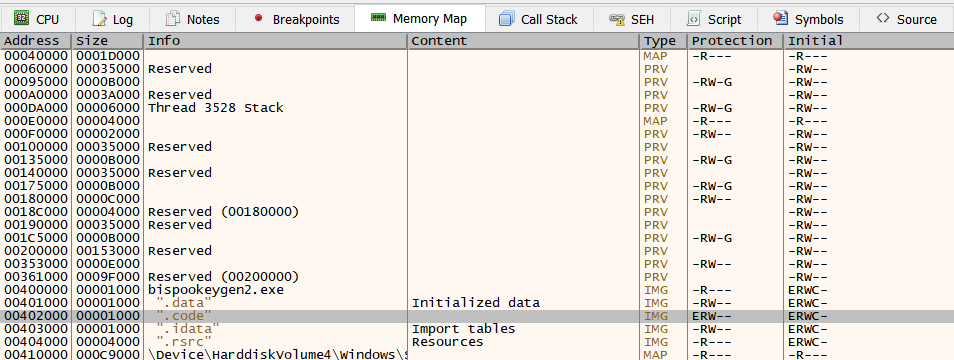 CPU Log Notes Breakpoints Memory Map Call Stack SEH Script Symbols Source
Address Size Info Content Type Protection Initial
00040000 0001D000 MAP -R--- -R---
00060000 00035000 Reserved PRV -RW--
00095000 0000B000 PRV -RW-G -RW--
000A0000 0003A000 Reserved PRV -RW--
000DA000 00006000 Thread 3528 Stack PRV -RW-G -RW--
000E0000 00004000 MAP -R--- -R---
000F0000 00002000 PRV -RW-- -RW--
00100000 00035000 Reserved PRV -RW--
00135000 0000B000 PRV -RW-G -RW--
00140000 00035000 Reserved PRV -RW--
00175000 0000B000 PRV -RW-G -RW--
00180000 0000C000 PRV -RW-- -RW--
0018C000 00004000 Reserved (00180000) PRV -RW--
00190000 00035000 Reserved PRV -RW--
001C5000 0000B000 PRV -RW-G -RW--
00200000 00153000 Reserved PRV -RW--
00353000 0000E000 PRV -RW-- -RW--
00361000 0009F000 Reserved (00200000) PRV -RW--
00400000 00001000 bispookeygen2.exe IMG -R--- ERWC-
00401000 00001000 ".data" Initialized data IMG -RW-- ERWC-
00402000 00001000 ".code" IMG ERW-- ERWC-
00403000 00001000 ".idata" Import tables IMG -RW-- ERWC-
00404000 00004000 ".rsrc" Resources IMG -RW-- ERWC-
00410000 000C9000 \Device\HarddiskVolume4\Windows\S MAP -R--- -R---